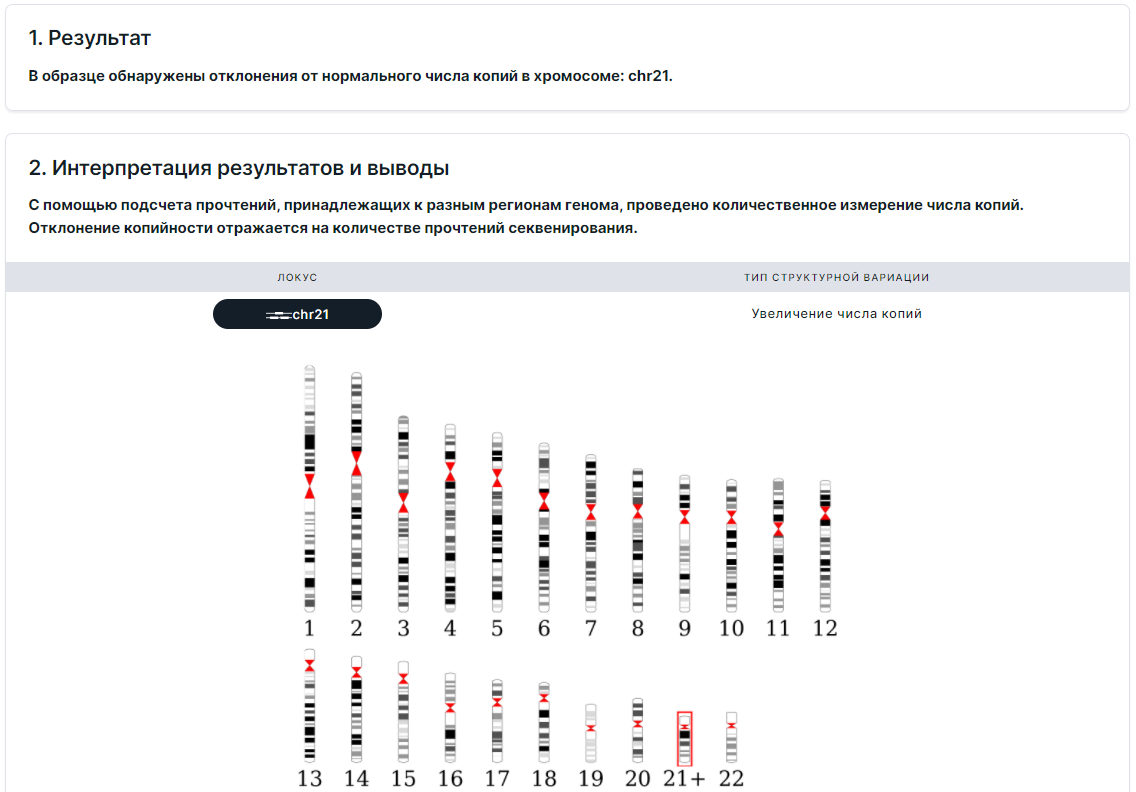 1. Результат
В образце обнаружены отклонения от нормального числа копий в хромосоме: chr21.
2. Интерпретация результатов и выводы
С помощью подсчета прочтений, принадлежащих к разным регионам генома, проведено количественное измерение числа копий.
Отклонение копийности отражается на количестве прочтений секвенирования.
ЛОКУС ТИП СТРУКТУРНОЙ ВАРИАЦИИ
chr21 Увеличение числа копий
1 2 3 4 5 6 7 8 9 10 11 12
13 14 15 16 17 18 19 20 21+ 22